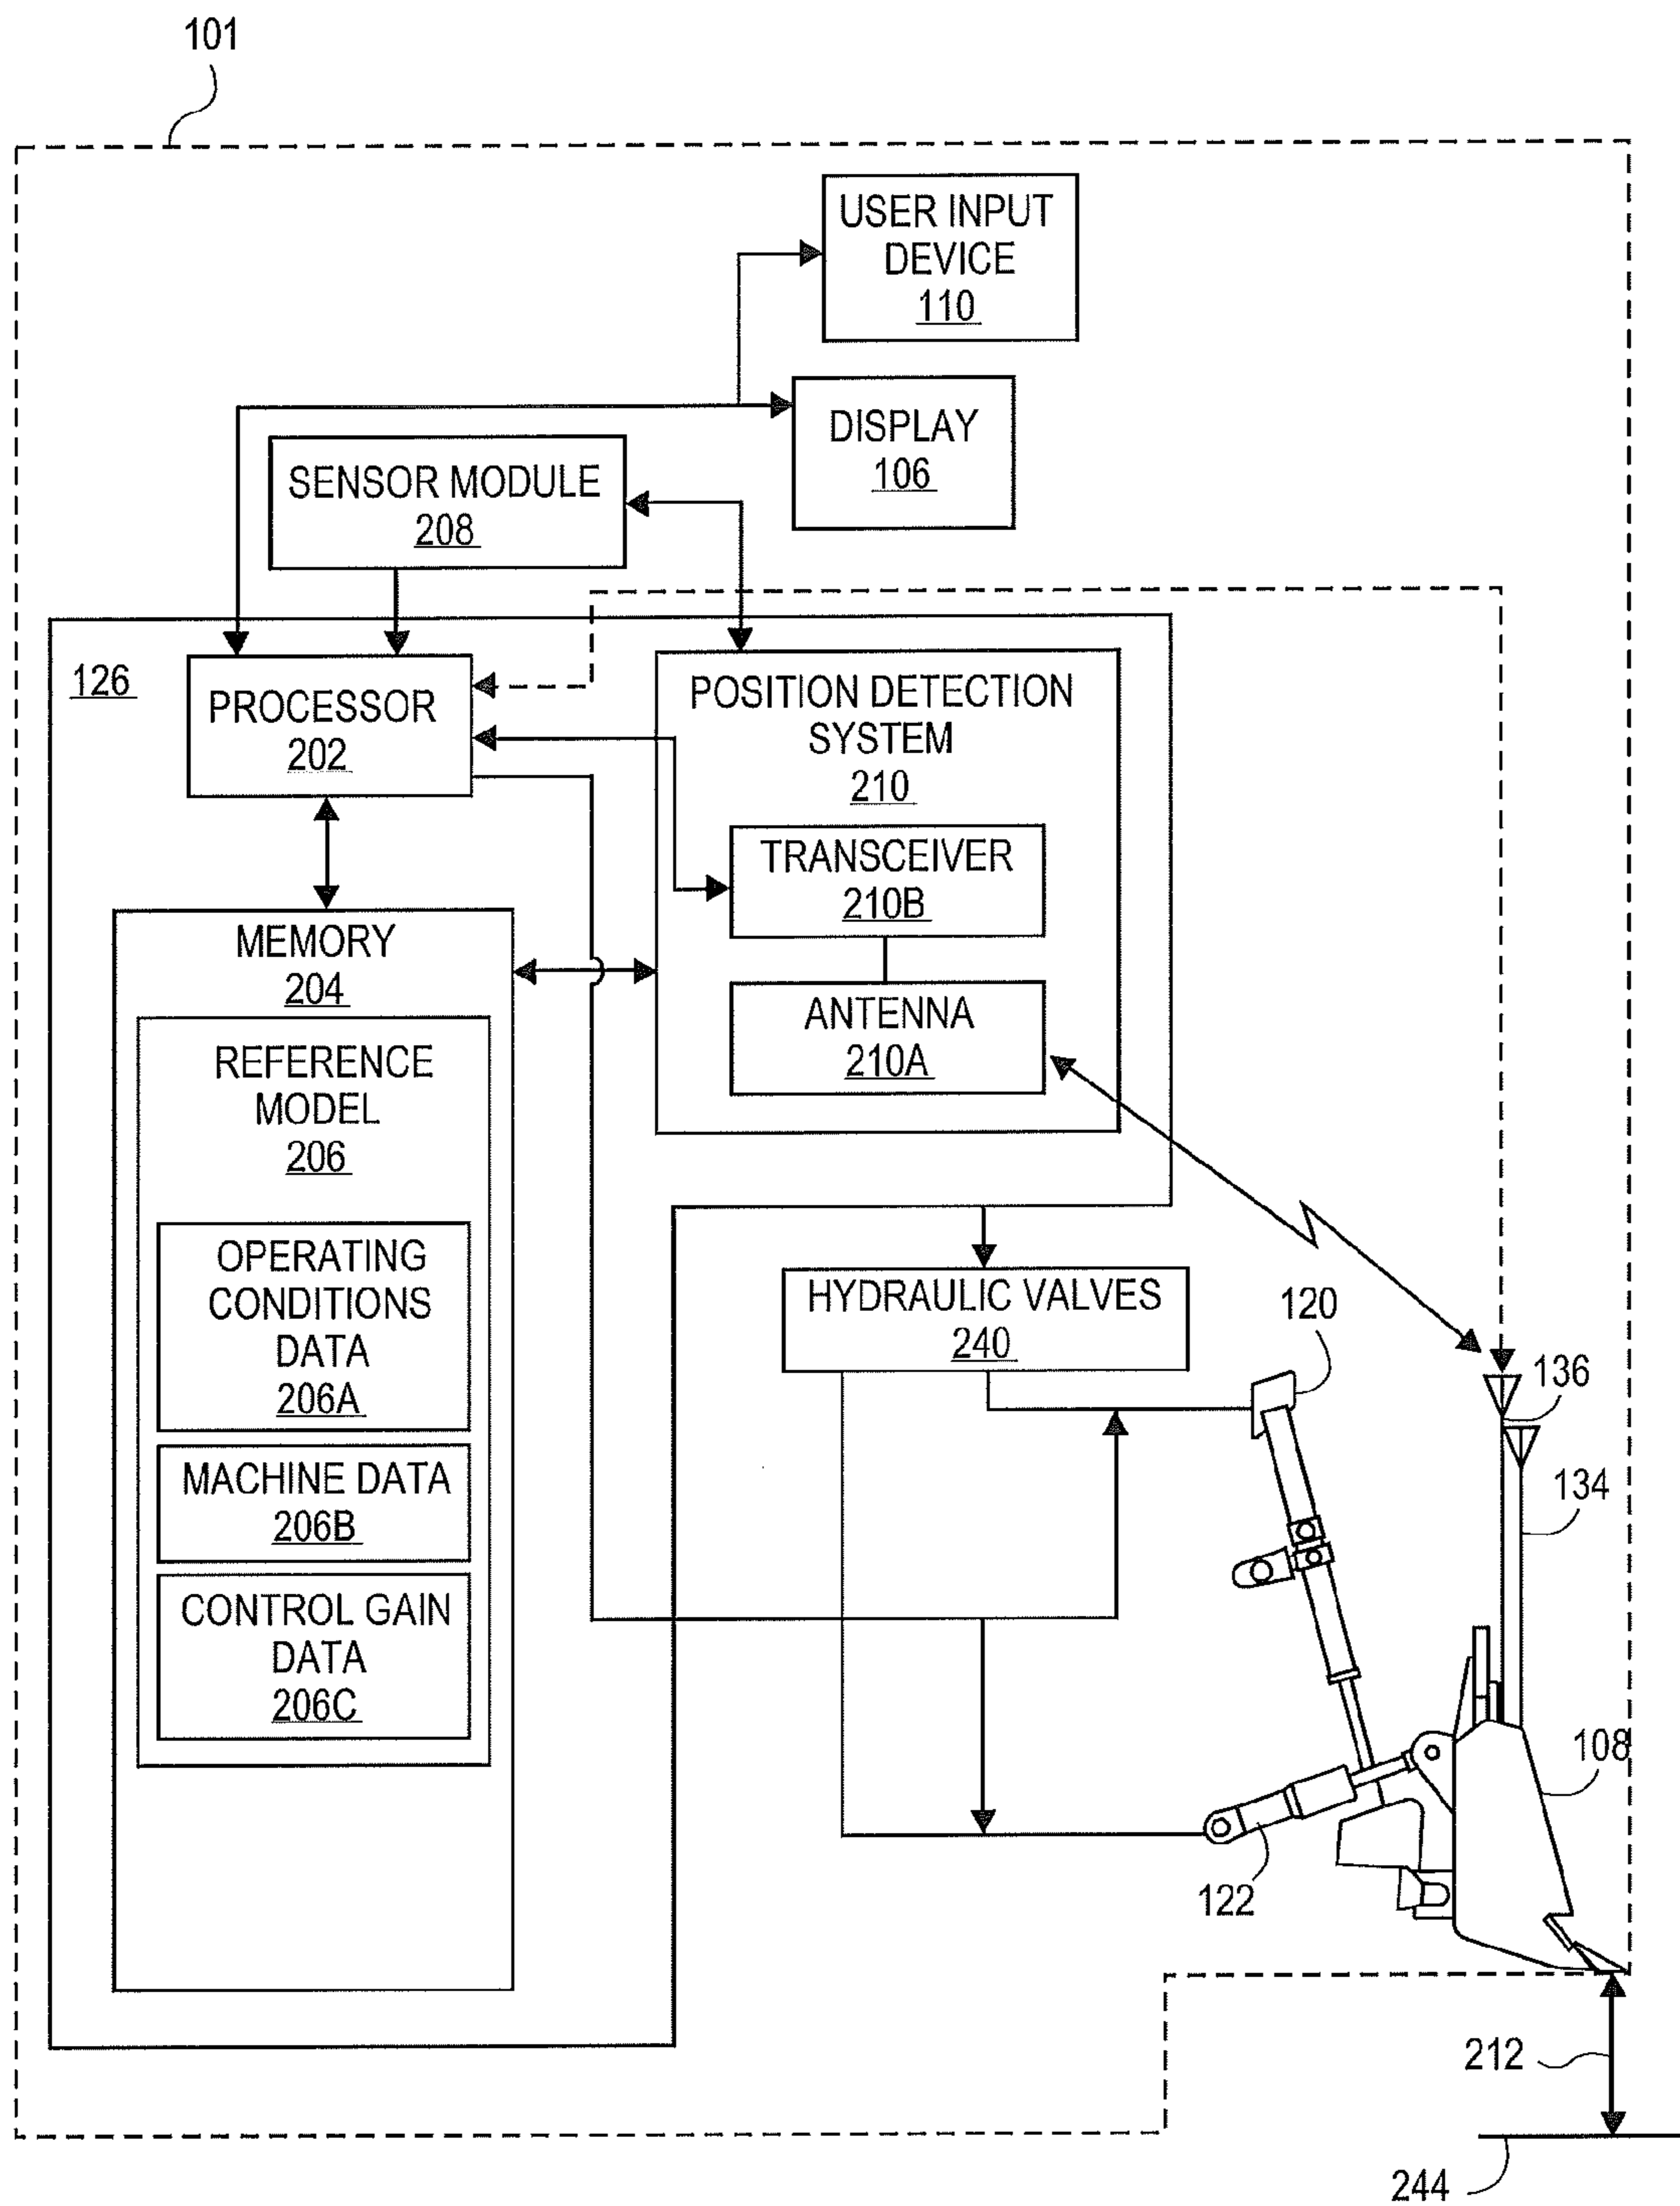 101
USER INPUT
DEVICE
110
DISPLAY
106
SENSOR MODULE
208
126
PROCESSOR
202
POSITION DETECTION
SYSTEM
210
TRANSCEIVER
210B
ANTENNA
210A
MEMORY
204
REFERENCE
MODEL
206
OPERATING
CONDITIONS
DATA
206A
MACHINE DATA
206B
CONTROL GAIN
DATA
206C
HYDRAULIC VALVES
240
120
136
134
108
122
212
244